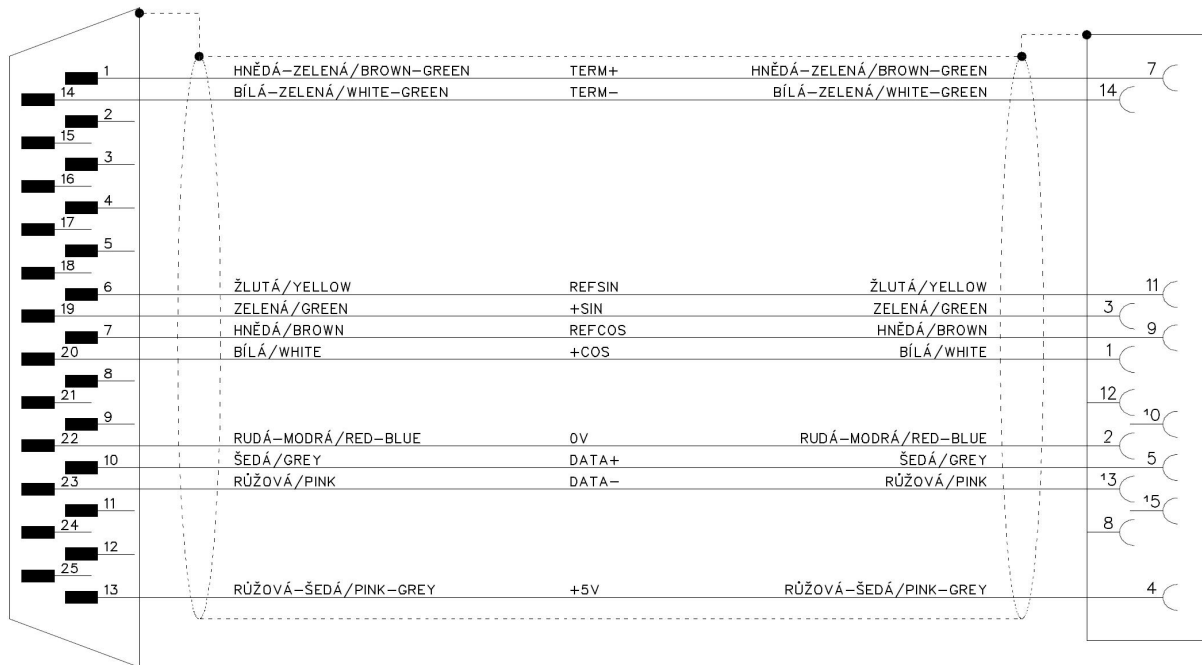 1 HNĚDÁ-ZELENÁ/BROWN-GREEN TERM+ HNĚDÁ-ZELENÁ/BROWN-GREEN 7
14 BÍLÁ-ZELENÁ/WHITE-GREEN TERM- BÍLÁ-ZELENÁ/WHITE-GREEN 14
2
15
3
16
4
17
5
18
6 ŽLUTÁ/YELLOW REFSIN ŽLUTÁ/YELLOW 11
19 ZELENÁ/GREEN +SIN ZELENÁ/GREEN 3
7 HNĚDÁ/BROWN REFCOS HNĚDÁ/BROWN 9
20 BÍLÁ/WHITE +COS BÍLÁ/WHITE 1
8
21 12
9 10
22 RUDÁ-MODRÁ/RED-BLUE 0V RUDÁ-MODRÁ/RED-BLUE 2
10 ŠEDÁ/GREY DATA+ ŠEDÁ/GREY 5
23 RŮŽOVÁ/PINK DATA- RŮŽOVÁ/PINK 13
11 15
24 8
12
25
13 RŮŽOVÁ-ŠEDÁ/PINK-GREY +5V RŮŽOVÁ-ŠEDÁ/PINK-GREY 4